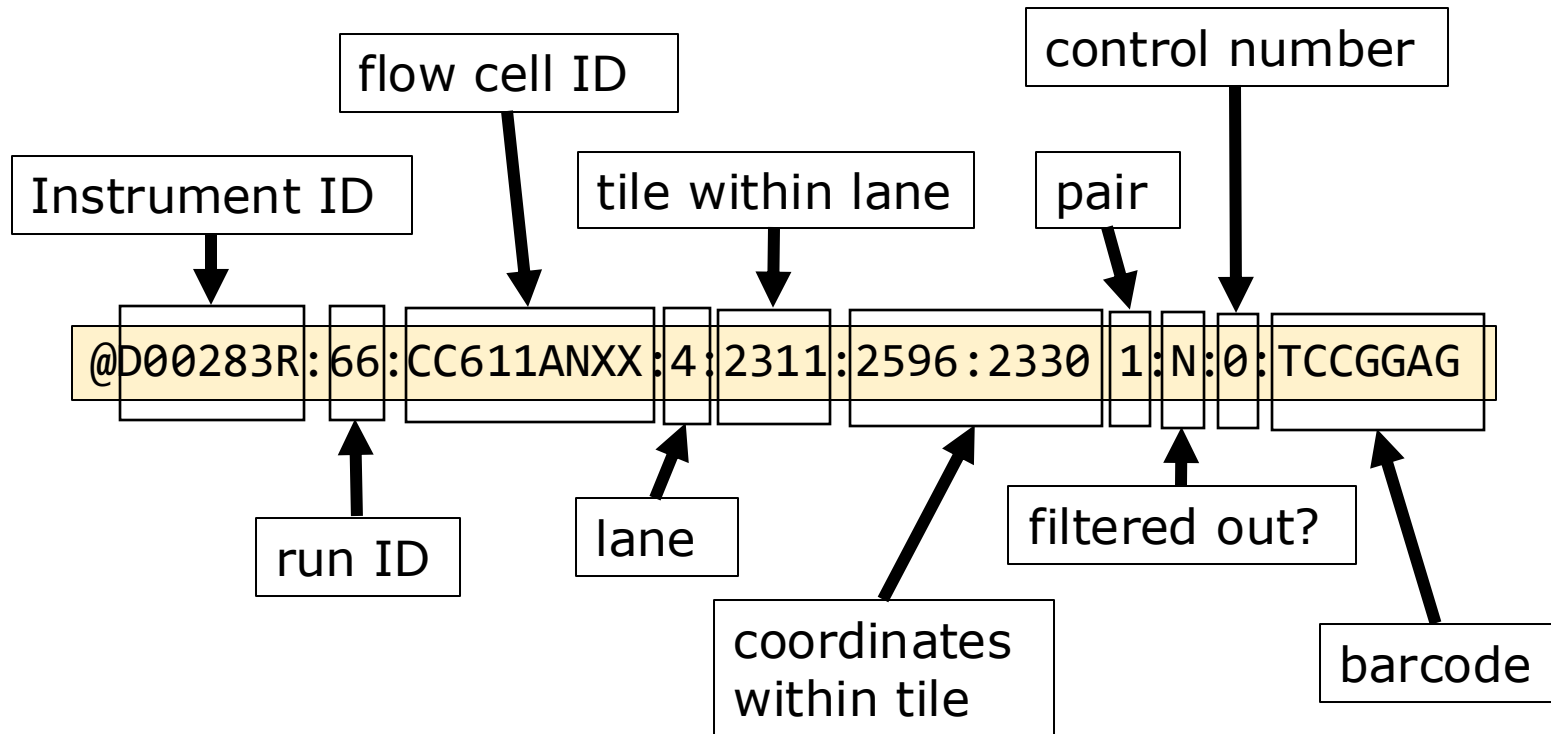 control number
flow cell ID
Instrument ID
tile within lane
pair
@D00283R:66:CC611ANXX:4:2311:2596:2330 1:N:0:TCCGGAG
run ID
lane
filtered out?
coordinates
within tile
barcode